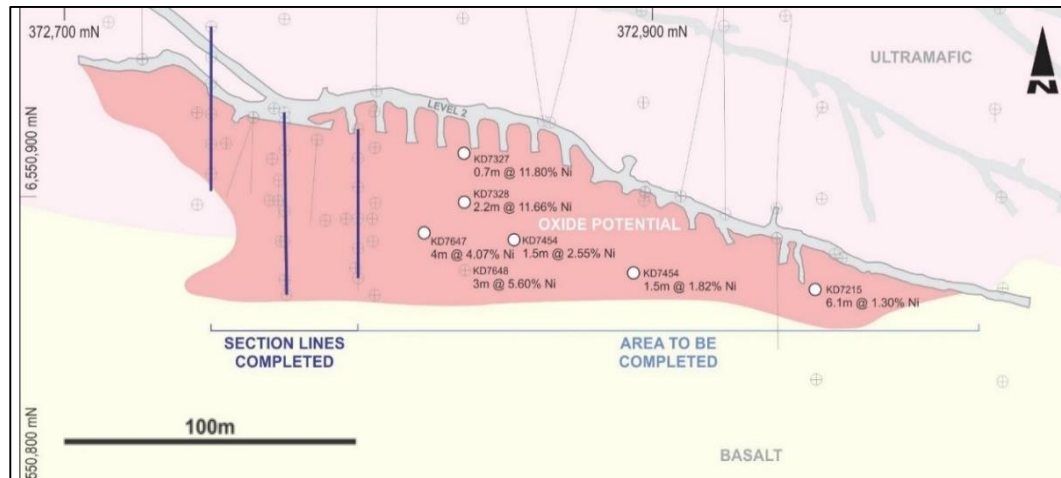 372,700 mN
372,900 mN
ULTRAMAFIC
N
LEVEL 2
6,550,900 mN
KD7327
0.7m @ 11.80% Ni
KD7328
2.2m @ 11.66% Ni
OXIDE POTENTIAL
KD7647
4m @ 4.07% Ni
KD7454
1.5m @ 2.55% Ni
KD7648
3m @ 5.60% Ni
KD7454
1.5m @ 1.82% Ni
KD7215
6.1m @ 1.30% Ni
SECTION LINES
COMPLETED
AREA TO BE
COMPLETED
100m
550,800 mN
BASALT